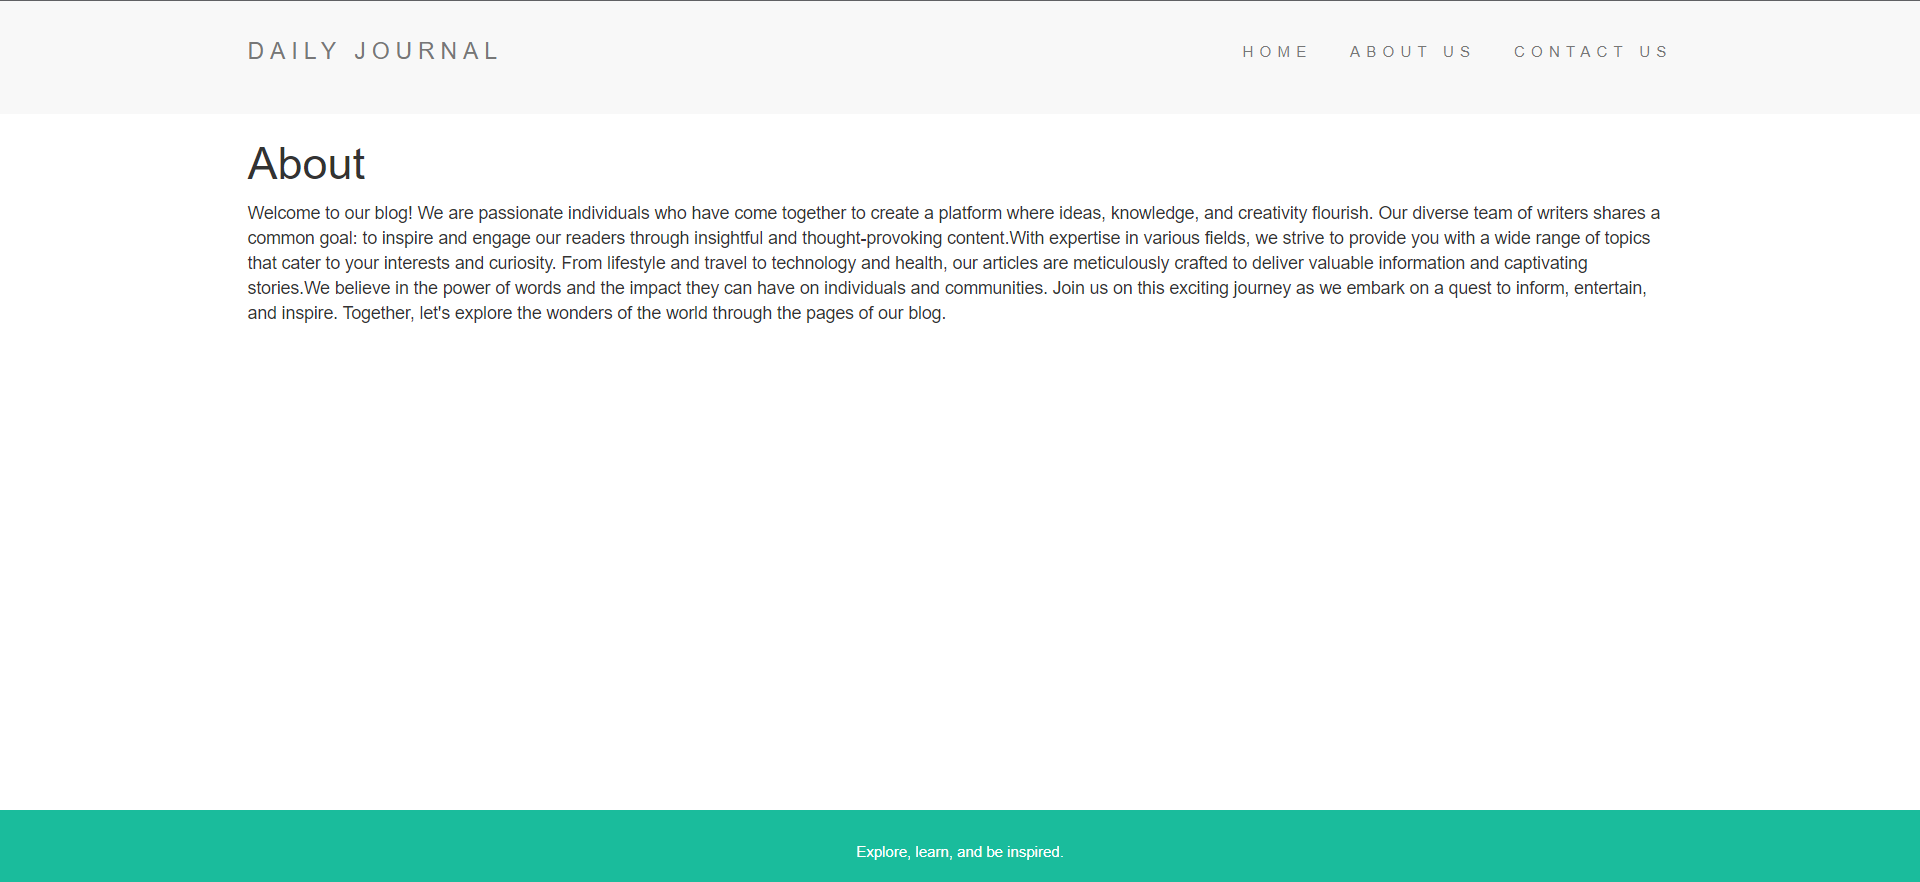 DAILY JOURNAL
HOME ABOUT US CONTACT US
About
Welcome to our blog! We are passionate individuals who have come together to create a platform where ideas, knowledge, and creativity flourish. Our diverse team of writers shares a
common goal: to inspire and engage our readers through insightful and thought-provoking content.With expertise in various fields, we strive to provide you with a wide range of topics
that cater to your interests and curiosity. From lifestyle and travel to technology and health, our articles are meticulously crafted to deliver valuable information and captivating
stories.We believe in the power of words and the impact they can have on individuals and communities. Join us on this exciting journey as we embark on a quest to inform, entertain,
and inspire. Together, let's explore the wonders of the world through the pages of our blog.
Explore, learn, and be inspired.